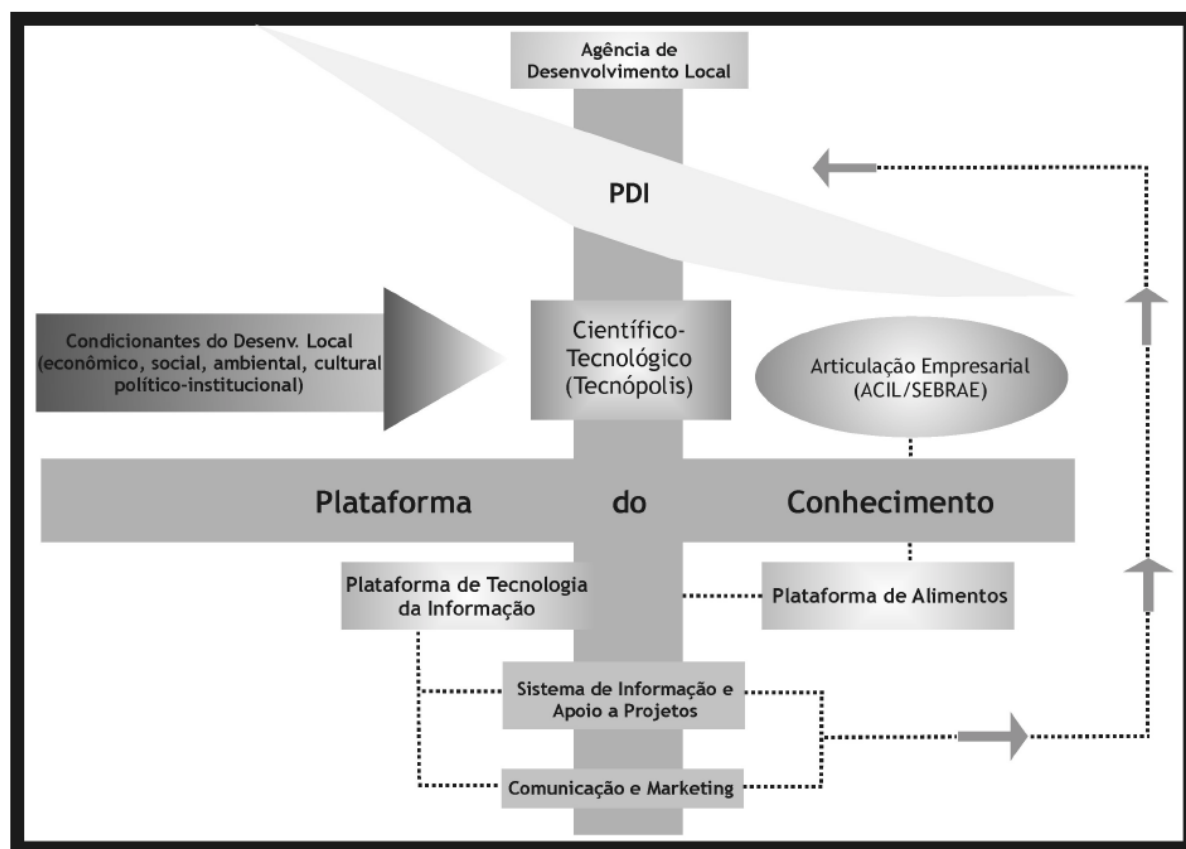 Agência de
Desenvolvimento Local
PDI
Condicionantes do Desenv. Local
(econômico, social, ambiental, cultural
político-institucional)
Científico-
Tecnológico
(Tecnópolis)
Articulação Empresarial
(ACIL/SEBRAE)
Plataforma do Conhecimento
Plataforma de Tecnologia
da Informação
Plataforma de Alimentos
Sistema de Informação e
Apoio a Projetos
Comunicação e Marketing